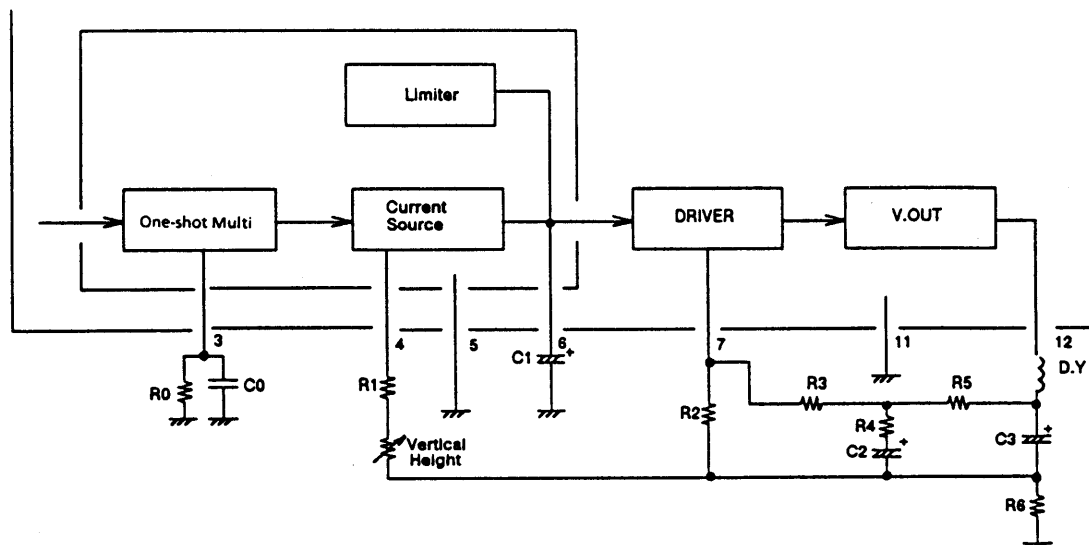 Limiter
One-shot Multi
Current
Source
DRIVER
V.OUT
3
4
5
6
7
11
12
C1
+
D.Y
R0
C0
R1
R2
R3
R5
R4
C2
+
C3
+
Vertical
Height
R6